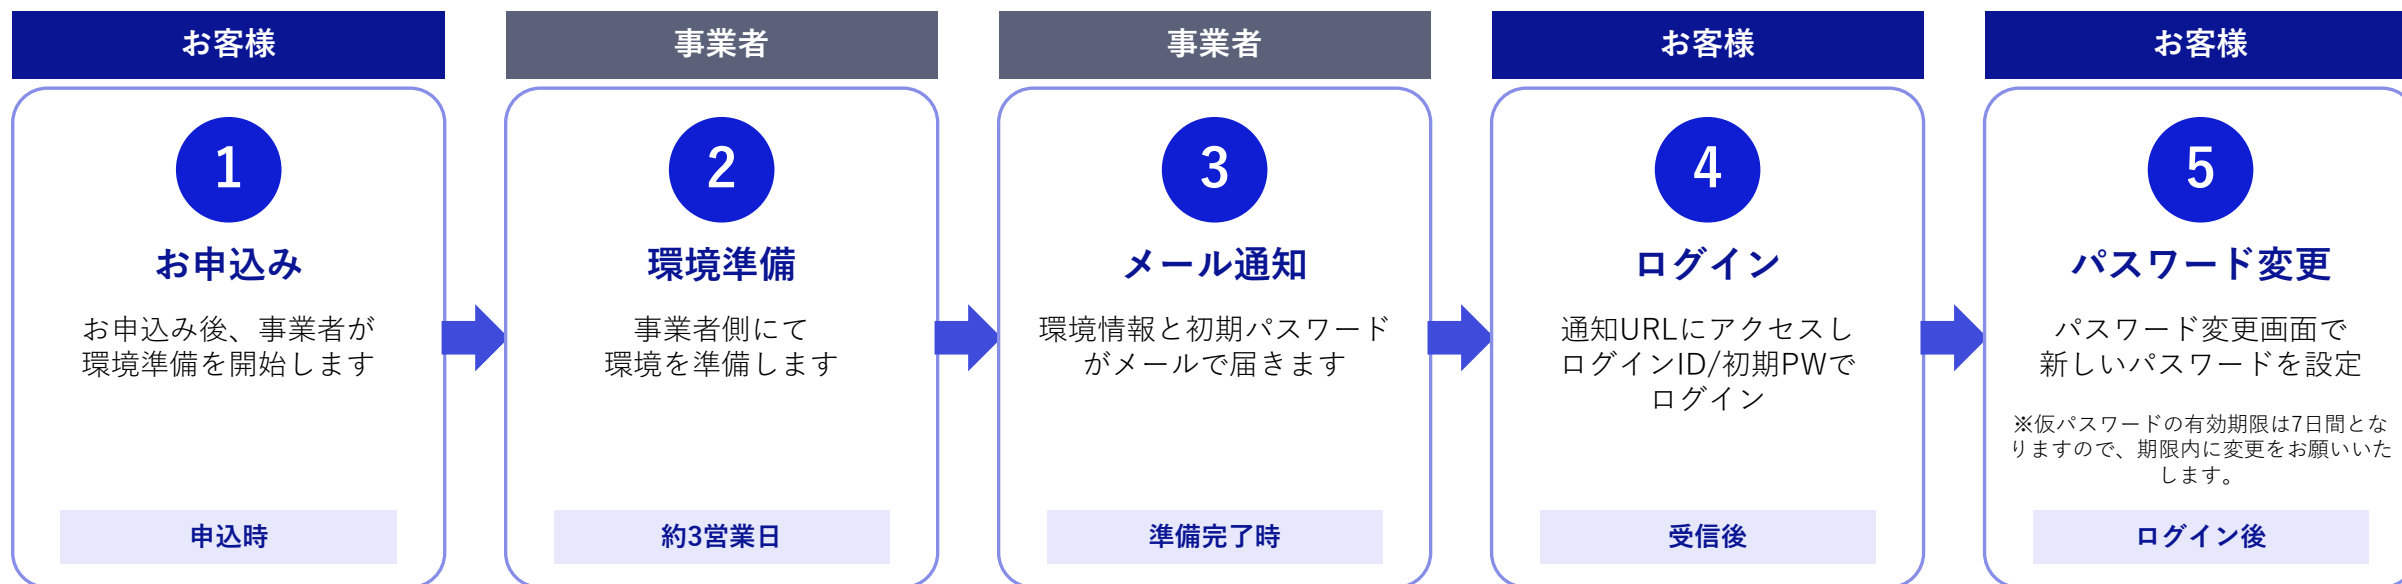 お客様
1
お申込み
お申込み後、事業者が
環境準備を開始します
申込時
事業者
2
環境準備
事業者側にて
環境を準備します
約3営業日
事業者
3
メール通知
環境情報と初期パスワード
がメールで届きます
準備完了時
お客様
4
ログイン
通知URLにアクセスし
ログインID/初期PWで
ログイン
受信後
お客様
5
パスワード変更
パスワード変更画面で
新しいパスワードを設定
※仮パスワードの有効期限は7日間とな
りますので、期限内に変更をお願いいた
します。
ログイン後